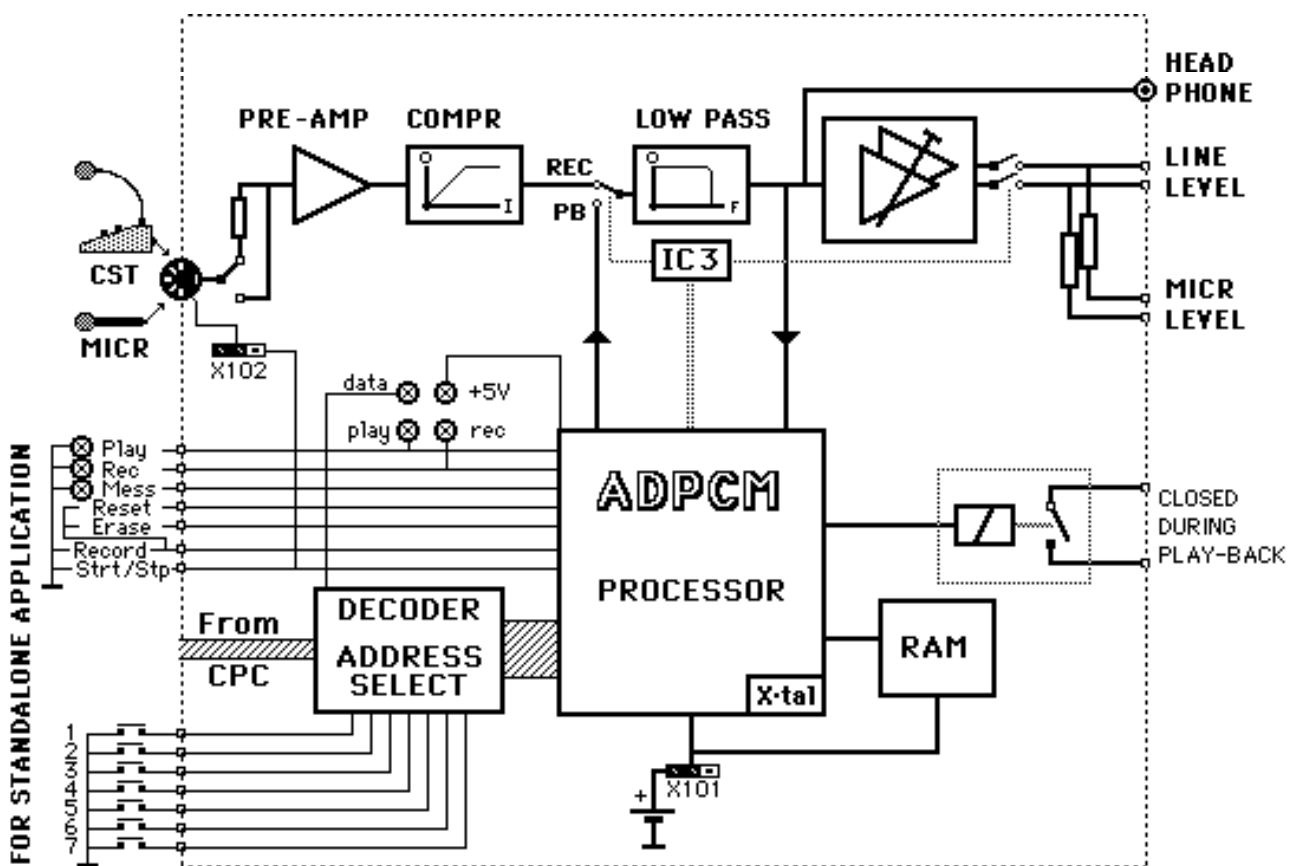 HEAD
PHONE
PRE-AMP
COMPR
LOW PASS
LINE
LEVEL
REC
PB
I
F
IC3
CST
MICR
MICR
LEVEL
X102
data
+5V
play
rec
Play
Rec
Mess
Reset
Erase
Record
Strt/Stp
ADPCM
PROCESSOR
X-tal
CLOSED
DURING
PLAY-BACK
From
CPC
DECODER
ADDRESS
SELECT
RAM
1
2
3
4
5
6
7
+
X101
FOR STANDALONE APPLICATION